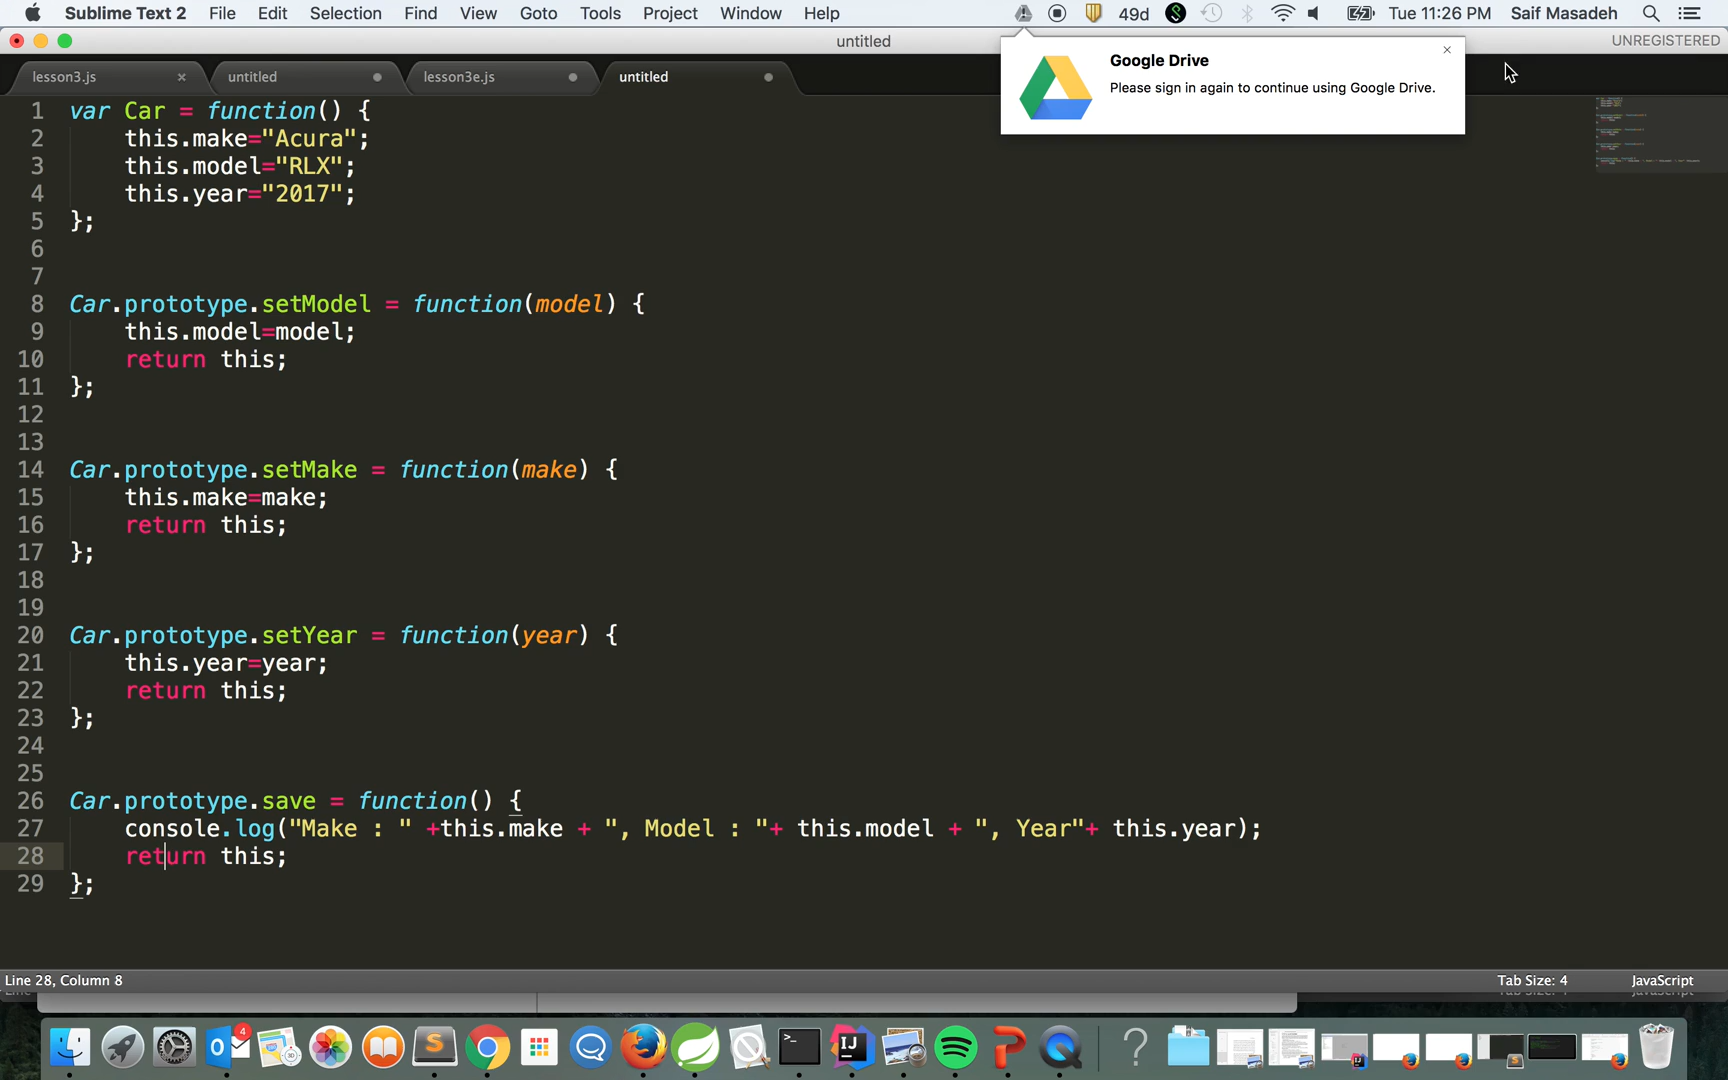 Sublime Text 2 File Edit Selection Find View Goto Tools Project Window Help 49d Tue 11:26 PM Saif Masadeh
untitled UNREGISTERED
Google Drive
Please sign in again to continue using Google Drive.
lesson3.js untitled lesson3e.js untitled
1 var Car = function() {
2 this.make="Acura";
3 this.model="RLX";
4 this.year="2017";
5 };
6
7
8 Car.prototype.setModel = function(model) {
9 this.model=model;
10 return this;
11 };
12
13
14 Car.prototype.setMake = function(make) {
15 this.make=make;
16 return this;
17 };
18
19
20 Car.prototype.setYear = function(year) {
21 this.year=year;
22 return this;
23 };
24
25
26 Car.prototype.save = function() {
27 console.log("Make : " +this.make + ", Model : "+ this.model + ", Year"+ this.year);
28 return this;
29 };
Line 28, Column 8 Tab Size: 4 JavaScript
4
IJ